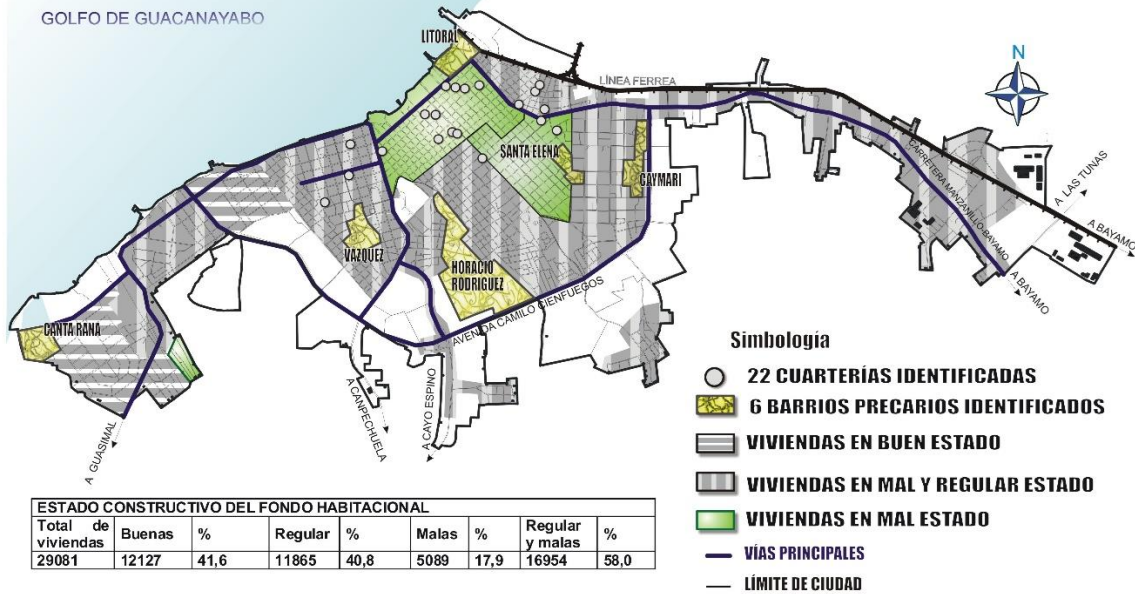 GOLFO DE GUACANAYABO
LITORAL
LÍNEA FERREA
N
SANTA ELENA
CAYMARI
CARRETERA MANZANILLO-BAYAMO
A LAS TUNAS
A BAYAMO
A BAYAMO
VAZQUEZ
HORACIO
RODRIGUEZ
AVENIDA CAMILO CIENFUEGOS
CANTA RANA
A GUASIMAL
A CANPECHUELA
A CAYO ESPINO
Simbología
22 CUARTERÍAS IDENTIFICADAS
6 BARRIOS PRECARIOS IDENTIFICADOS
VIVIENDAS EN BUEN ESTADO
VIVIENDAS EN MAL Y REGULAR ESTADO
VIVIENDAS EN MAL ESTADO
VÍAS PRINCIPALES
LÍMITE DE CIUDAD
ESTADO CONSTRUCTIVO DEL FONDO HABITACIONAL
Total de viviendas Buenas % Regular % Malas % Regular y malas %
29081 12127 41,6 11865 40,8 5089 17,9 16954 58,0